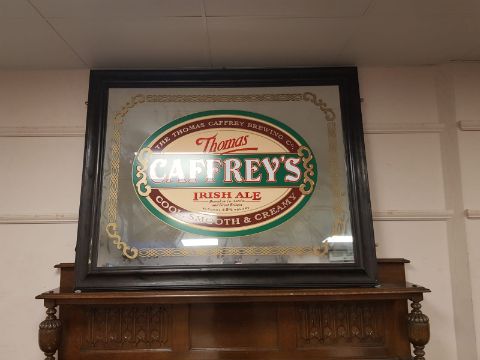 THE THOMAS CAFFREY BREWING CO.
Thomas
CAFFREY'S
IRISH ALE
COOL, SMOOTH & CREAMY